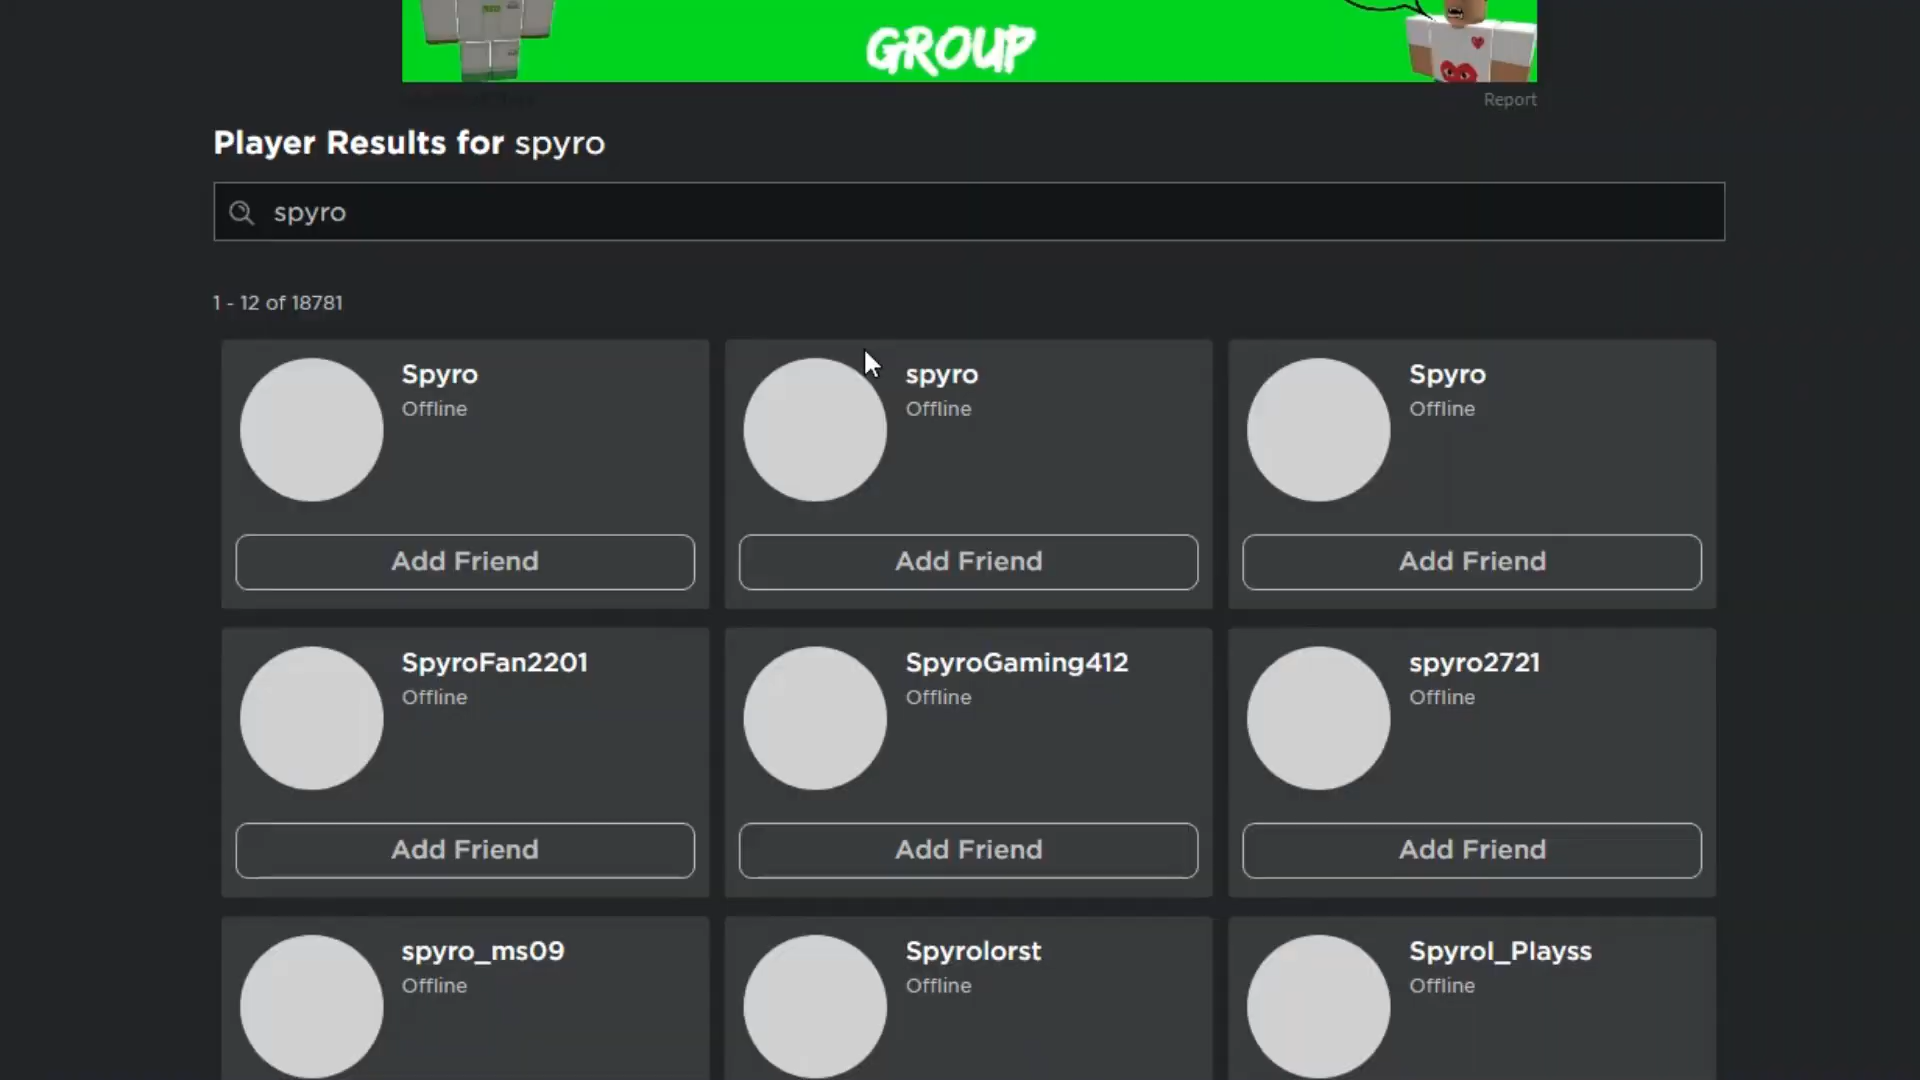 GROUP
Report
Player Results for spyro
spyro
1 - 12 of 18781
Spyro
Offline
Add Friend
spyro
Offline
Add Friend
Spyro
Offline
Add Friend
SpyroFan2201
Offline
Add Friend
SpyroGaming412
Offline
Add Friend
spyro2721
Offline
Add Friend
spyro_ms09
Offline
Spyrolorst
Offline
Spyrol_Playss
Offline